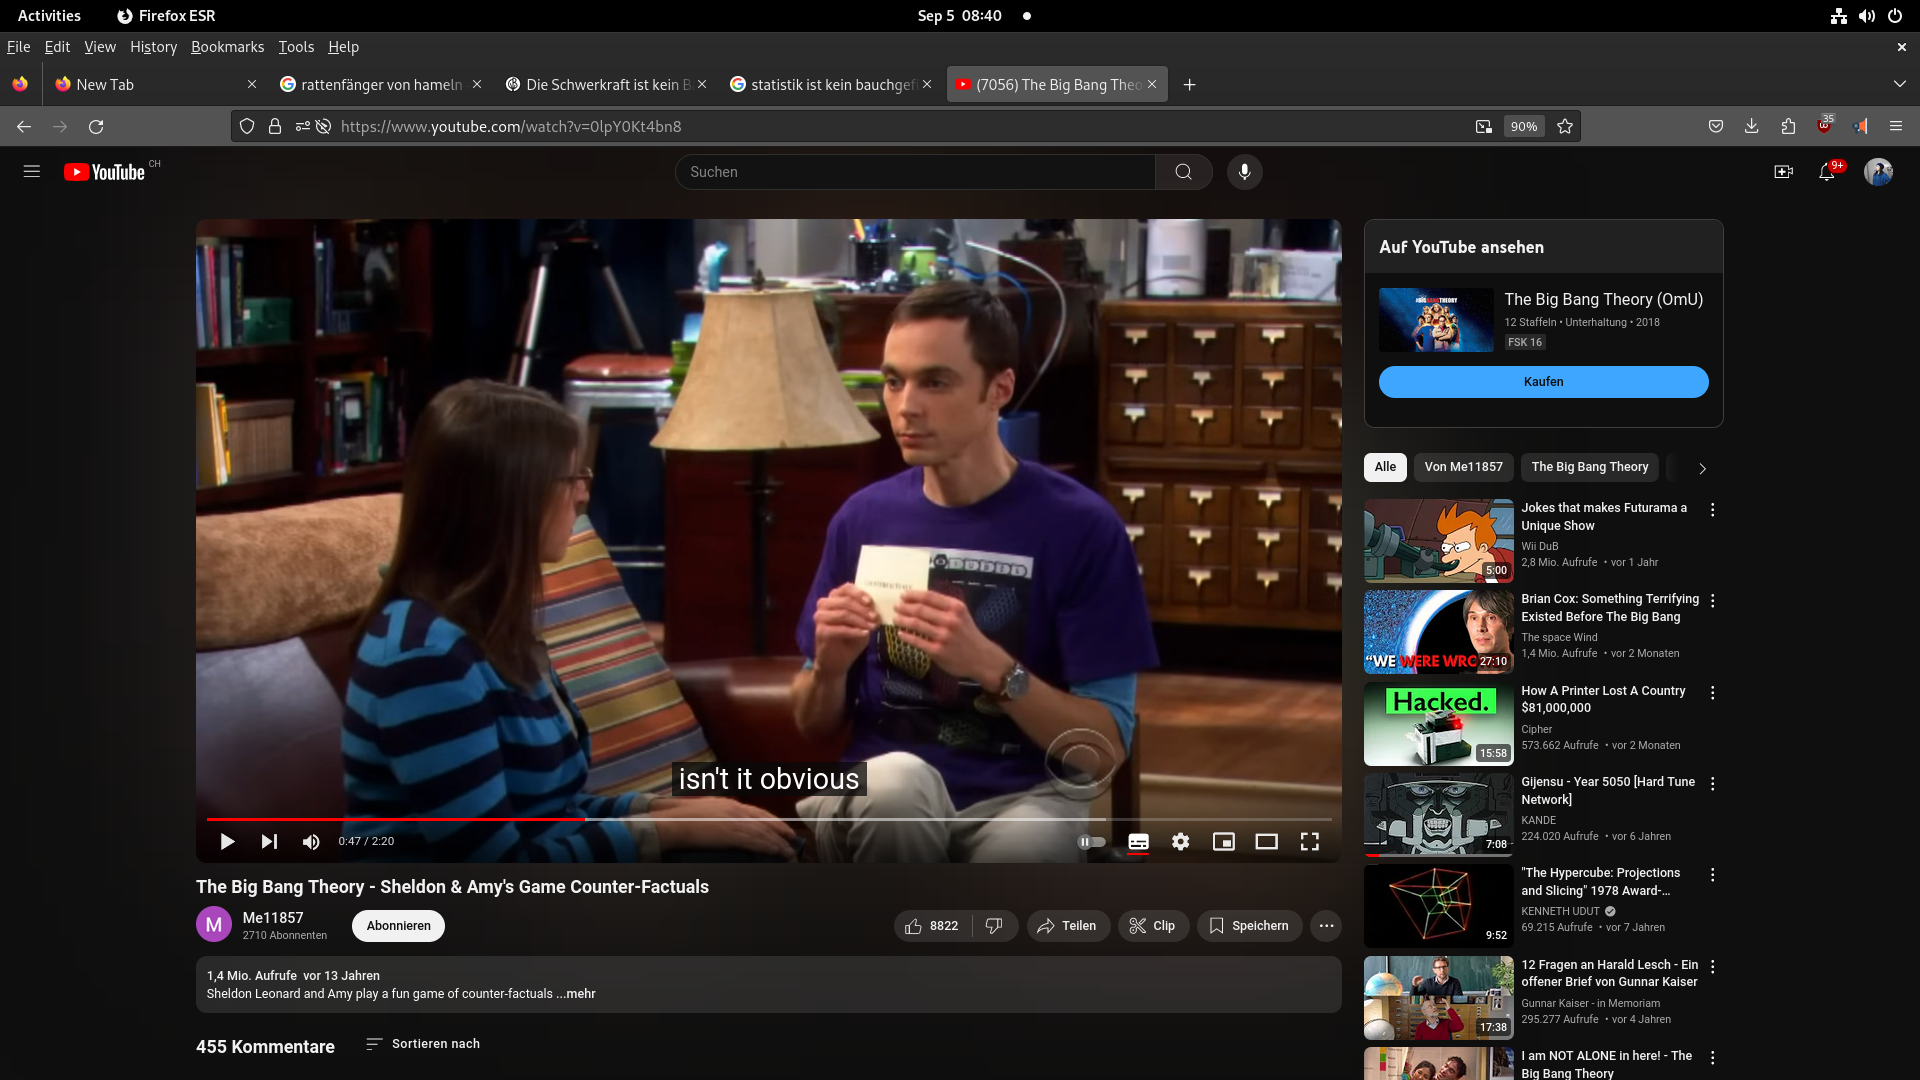 Activities
Firefox ESR
Sep 5 08:40
File Edit View History Bookmarks Tools Help
New Tab
rattenfänger von hameln
Die Schwerkraft ist kein B
statistik ist kein bauchgefi
(7056) The Big Bang Theo
https://www.youtube.com/watch?v=0lpY0Kt4bn8
90%
35
YouTube CH
Suchen
9+
isn't it obvious
0:47 / 2:20
The Big Bang Theory - Sheldon & Amy's Game Counter-Factuals
M
Me11857
2710 Abonnenten
Abonnieren
8822
Teilen
Clip
Speichern
1,4 Mio. Aufrufe vor 13 Jahren
Sheldon Leonard and Amy play a fun game of counter-factuals ...mehr
455 Kommentare
Sortieren nach
Auf YouTube ansehen
The Big Bang Theory (OmU)
12 Staffeln • Unterhaltung • 2018
FSK 16
Kaufen
Alle
Von Me11857
The Big Bang Theory
Jokes that makes Futurama a
Unique Show
Wii DuB
2,8 Mio. Aufrufe • vor 1 Jahr
5:00
Brian Cox: Something Terrifying
Existed Before The Big Bang
The space Wind
1,4 Mio. Aufrufe • vor 2 Monaten
"WE WERE WRO
27:10
How A Printer Lost A Country
$81,000,000
Cipher
573.662 Aufrufe • vor 2 Monaten
Hacked.
15:58
Gijensu - Year 5050 [Hard Tune
Network]
KANDE
224.020 Aufrufe • vor 6 Jahren
7:08
"The Hypercube: Projections
and Slicing" 1978 Award-...
KENNETH UDUT
69.215 Aufrufe • vor 7 Jahren
9:52
12 Fragen an Harald Lesch - Ein
offener Brief von Gunnar Kaiser
Gunnar Kaiser - in Memoriam
295.277 Aufrufe • vor 4 Jahren
17:38
I am NOT ALONE in here! - The
Big Bang Theory